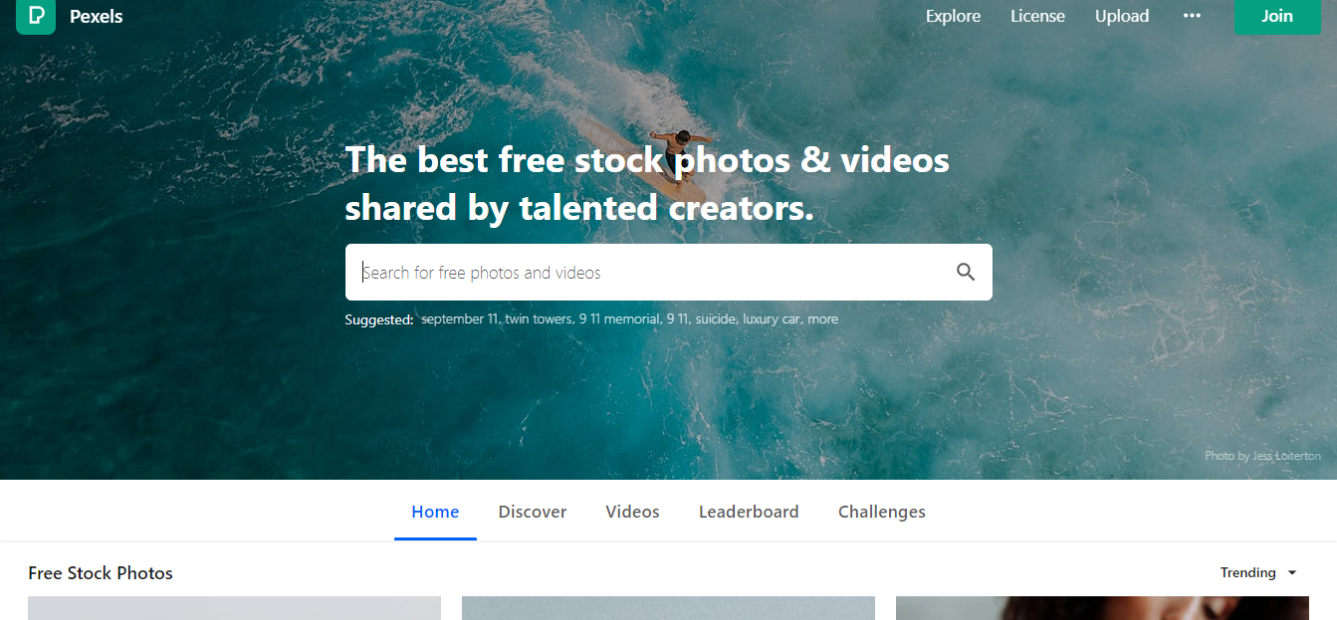 Pexels
Explore License Upload ••• Join
The best free stock photos & videos
shared by talented creators.
Search for free photos and videos
Suggested: september 11, twin towers, 9 11 memorial, 9 11, suicide, luxury car, more
Photo by Jess Loiterton
Home Discover Videos Leaderboard Challenges
Free Stock Photos
Trending